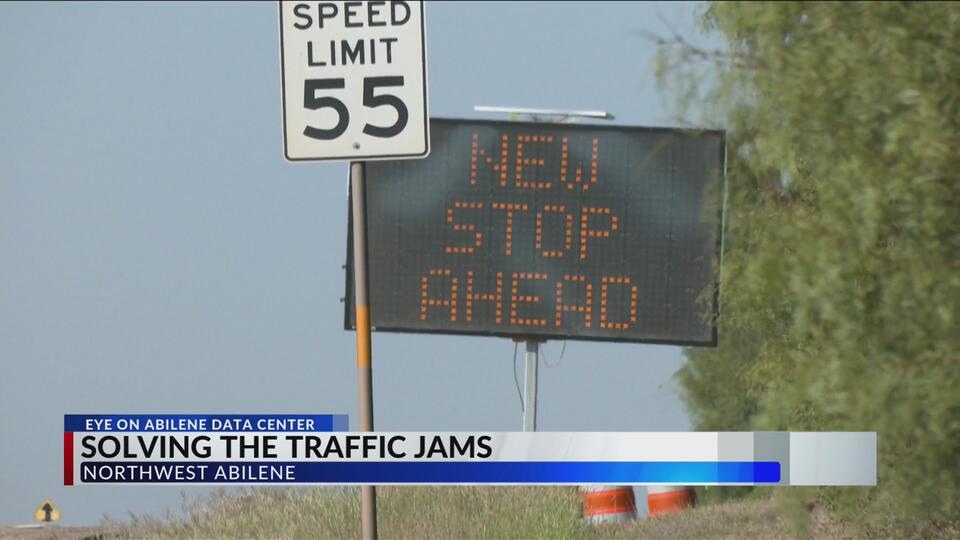 SPEED
LIMIT
55
NEW
STOP
AHEAD
EYE ON ABILENE DATA CENTER
SOLVING THE TRAFFIC JAMS
NORTHWEST ABILENE